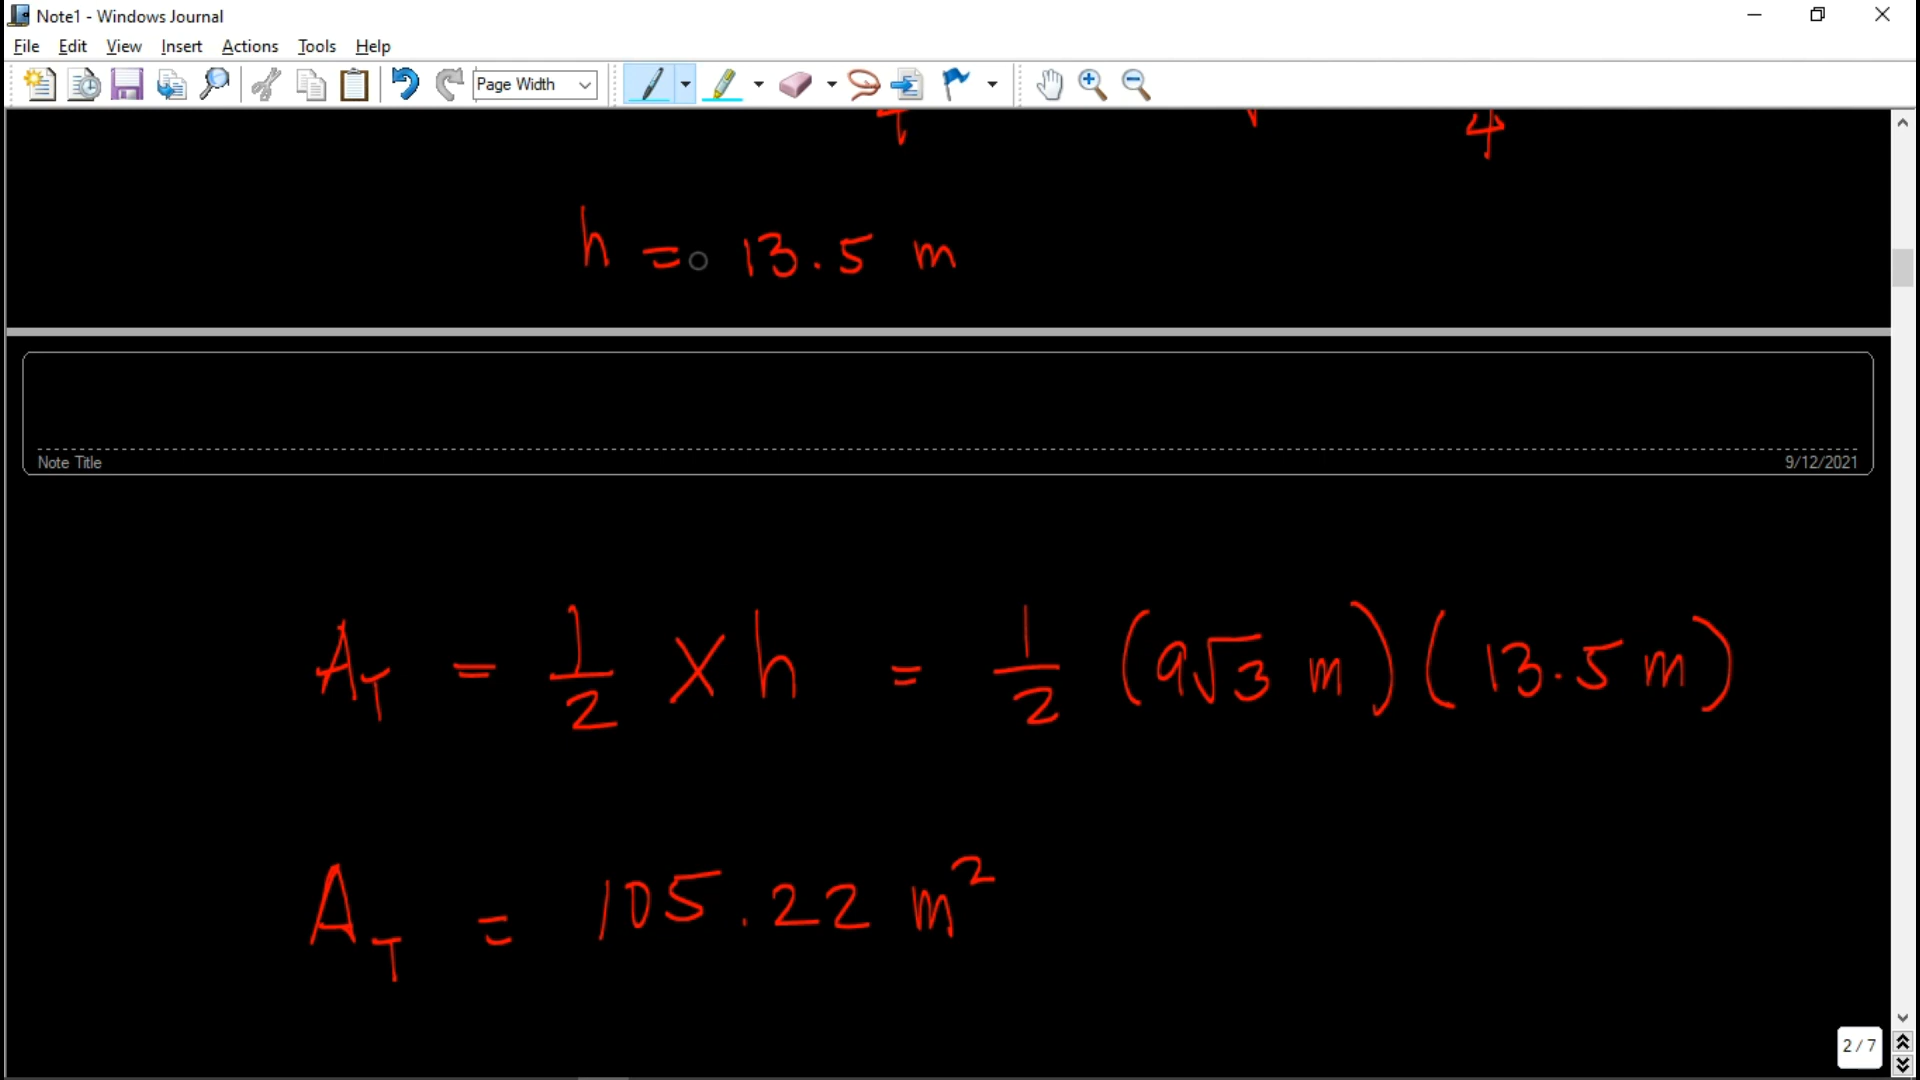 Note1 - Windows Journal
File Edit View Insert Actions Tools Help
Page Width
4
h = 13.5 m
Note Title
9/12/2021
A_T = 1/2 X h = 1/2 (9√3 m) (13.5 m)
A_T = 105.22 m²
2 / 7